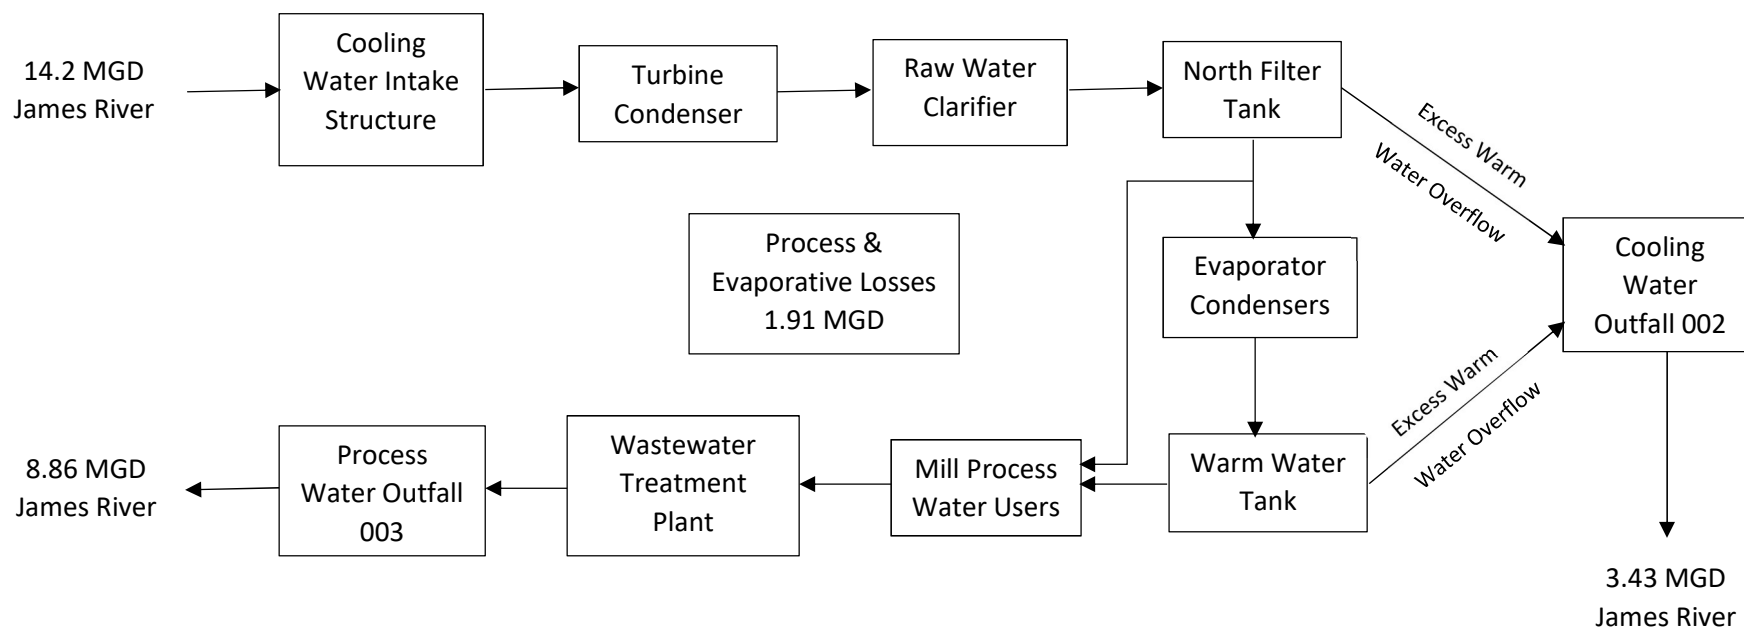 14.2 MGD
James River
Cooling
Water Intake
Structure
Turbine
Condenser
Raw Water
Clarifier
North Filter
Tank
Excess Warm
Water Overflow
Process &
Evaporative Losses
1.91 MGD
Evaporator
Condensers
Cooling
Water
Outfall 002
8.86 MGD
James River
Process
Water Outfall
003
Wastewater
Treatment
Plant
Mill Process
Water Users
Warm Water
Tank
Excess Warm
Water Overflow
3.43 MGD
James River